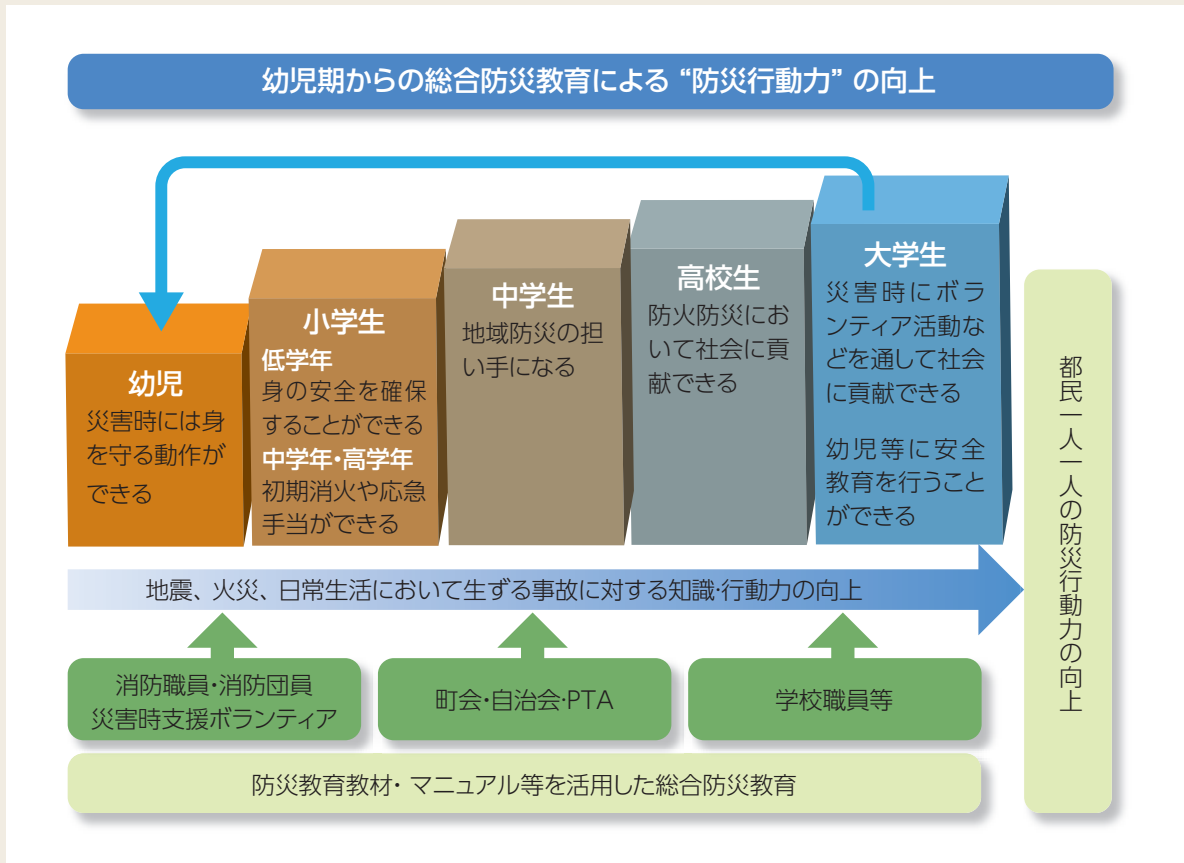 幼児期からの総合防災教育による “防災行動力” の向上
幼児
災害時には身
を守る動作が
できる
小学生
低学年
身の安全を確保
することができる
中学年・高学年
初期消火や応急
手当ができる
中学生
地域防災の担
い手になる
高校生
防火防災にお
いて社会に貢
献できる
大学生
災害時にボラ
ンティア活動な
どを通して社会
に貢献できる
幼児等に安全
教育を行うこと
ができる
地震、火災、日常生活において生ずる事故に対する知識・行動力の向上
消防職員・消防団員
災害時支援ボランティア
町会・自治会・PTA
学校職員等
防災教育教材・ マニュアル等を活用した総合防災教育
都民一人一人の防災行動力の向上